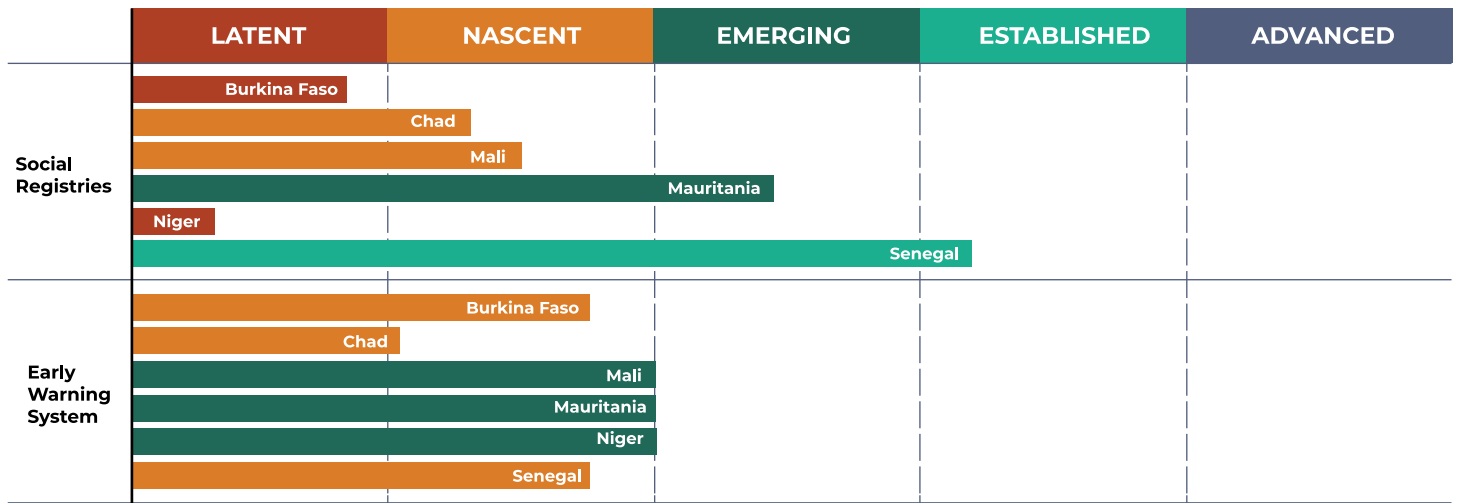 LATENT NASCENT EMERGING ESTABLISHED ADVANCED
Social
Registries
Burkina Faso
Chad
Mali
Mauritania
Niger
Senegal
Early
Warning
System
Burkina Faso
Chad
Mali
Mauritania
Niger
Senegal